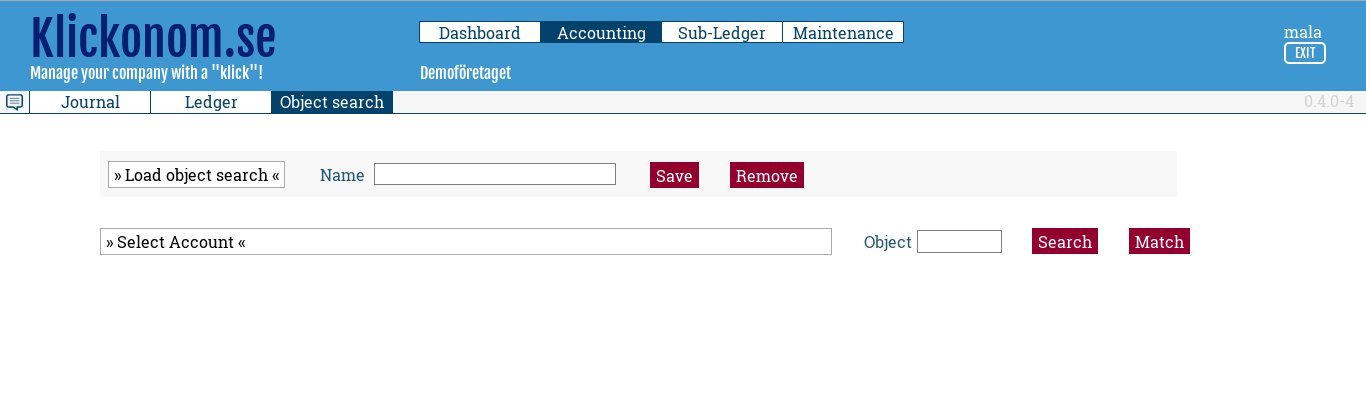 Klickonom.se
Manage your company with a "klick"!
Dashboard Accounting Sub-Ledger Maintenance
Demoföretaget
mala
EXIT
Journal Ledger Object search
0.4.0-4
» Load object search « Name Save Remove
» Select Account « Object Search Match